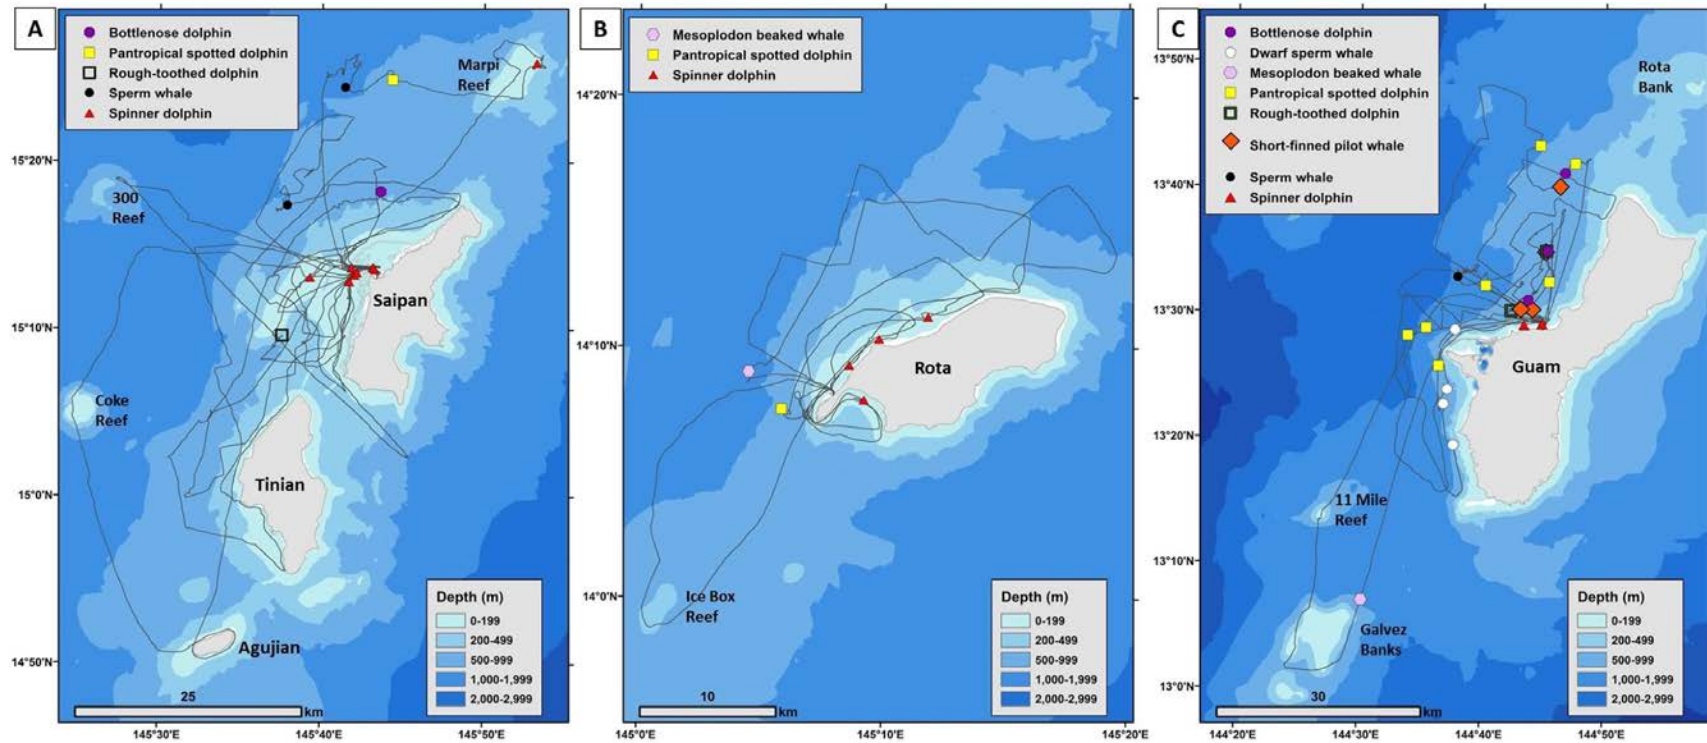 A
Bottlenose dolphin
Pantropical spotted dolphin
Rough-toothed dolphin
Sperm whale
Spinner dolphin
Marpi
Reef
15°20'N
300
Reef
Saipan
15°10'N
Coke
Reef
Tinian
15°0'N
Agujian
14°50'N
Depth (m)
0-199
200-499
500-999
1,000-1,999
2,000-2,999
25
km
145°30'E
145°40'E
145°50'E
B
Mesoplodon beaked whale
Pantropical spotted dolphin
Spinner dolphin
14°20'N
14°10'N
Rota
14°0'N
Ice Box
Reef
Depth (m)
0-199
200-499
500-999
1,000-1,999
2,000-2,999
10
km
145°0'E
145°10'E
145°20'E
C
Bottlenose dolphin
Dwarf sperm whale
Mesoplodon beaked whale
Pantropical spotted dolphin
Rough-toothed dolphin
Short-finned pilot whale
Sperm whale
Spinner dolphin
13°50'N
Rota
Bank
13°40'N
13°30'N
Guam
13°20'N
11 Mile
Reef
13°10'N
Galvez
Banks
13°0'N
Depth (m)
0-199
200-499
500-999
1,000-1,999
2,000-2,999
30
km
144°20'E
144°30'E
144°40'E
144°50'E